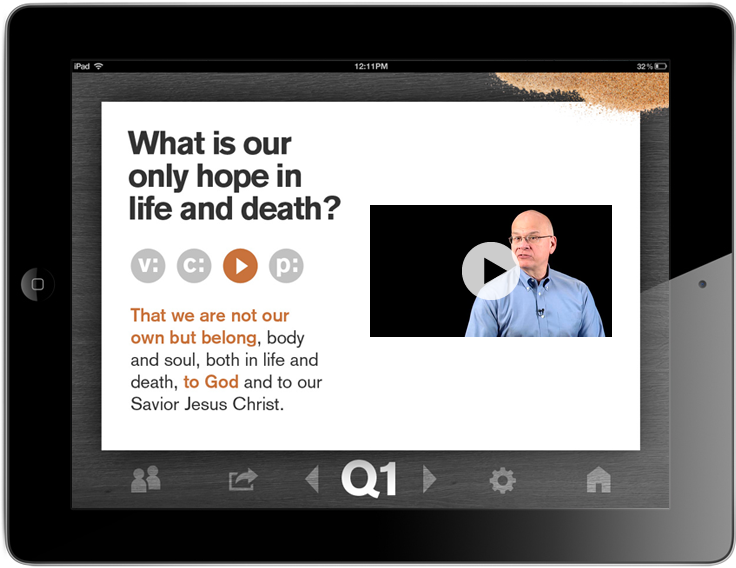 iPad 12:11PM 32%
What is our
only hope in
life and death?
v: c: p:
That we are not our
own but belong, body
and soul, both in life and
death, to God and to our
Savior Jesus Christ.
Q1